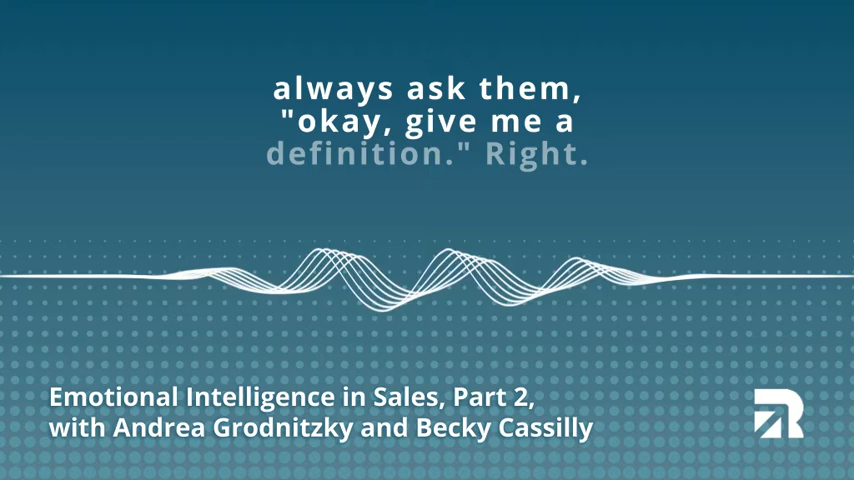 always ask them,
"okay, give me a
definition." Right.
Emotional Intelligence in Sales, Part 2,
with Andrea Grodnitzky and Becky Cassilly